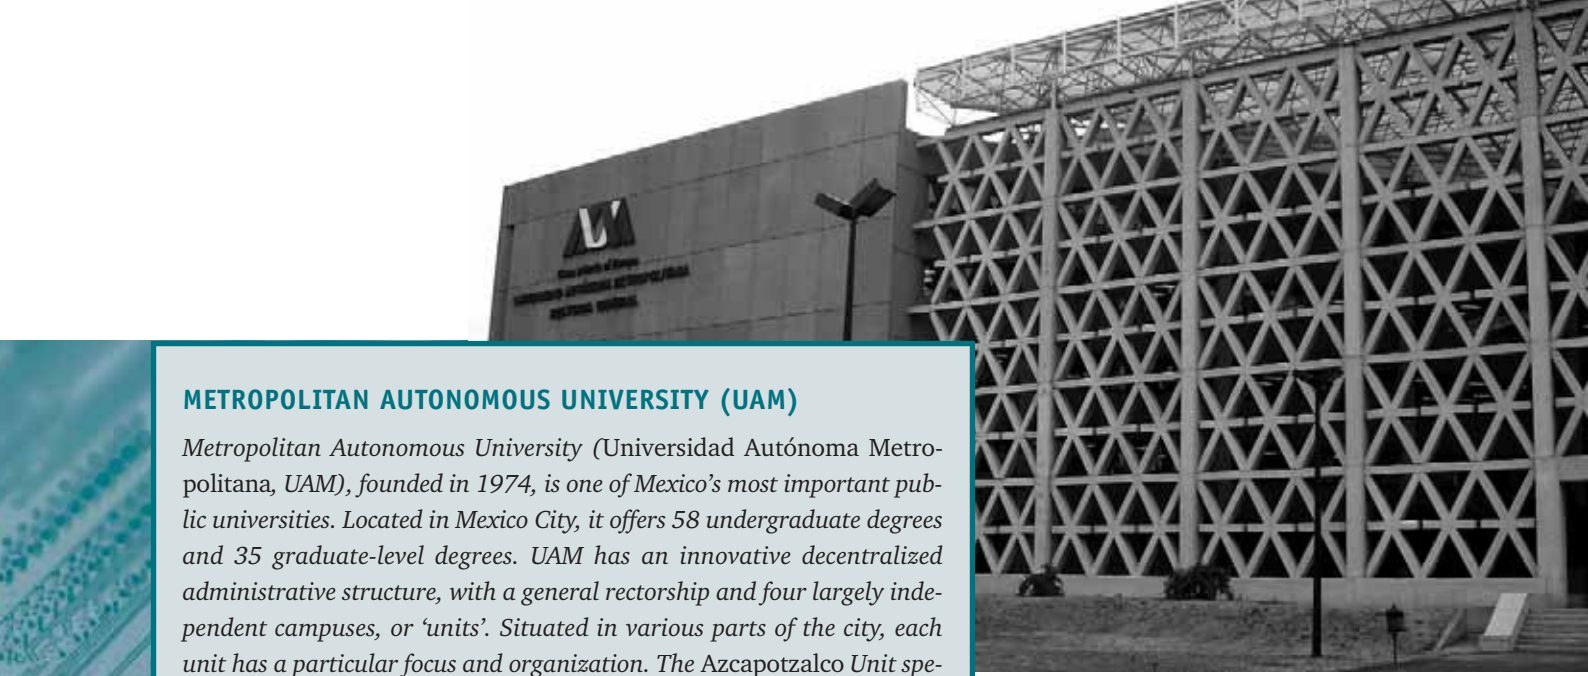 UAM
METROPOLITAN AUTONOMOUS UNIVERSITY (UAM)
Metropolitan Autonomous University (Universidad Autónoma Metro-
politana, UAM), founded in 1974, is one of Mexico’s most important pub-
lic universities. Located in Mexico City, it offers 58 undergraduate degrees
and 35 graduate-level degrees. UAM has an innovative decentralized
administrative structure, with a general rectorship and four largely inde-
pendent campuses, or ‘units’. Situated in various parts of the city, each
unit has a particular focus and organization. The Azcapotzalco Unit spe-